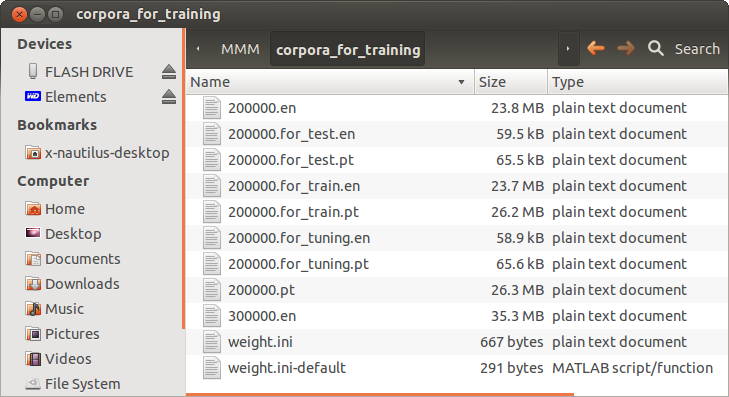 corpora_for_training
Devices
FLASH DRIVE
WD Elements
Bookmarks
x-nautilus-desktop
Computer
Home
Desktop
Documents
Downloads
Music
Pictures
Videos
File System
MMM corpora_for_training Search
Name Size Type
200000.en 23.8 MB plain text document
200000.for_test.en 59.5 kB plain text document
200000.for_test.pt 65.5 kB plain text document
200000.for_train.en 23.7 MB plain text document
200000.for_train.pt 26.2 MB plain text document
200000.for_tuning.en 58.9 kB plain text document
200000.for_tuning.pt 65.6 kB plain text document
200000.pt 26.3 MB plain text document
300000.en 35.3 MB plain text document
weight.ini 667 bytes plain text document
weight.ini-default 291 bytes MATLAB script/function